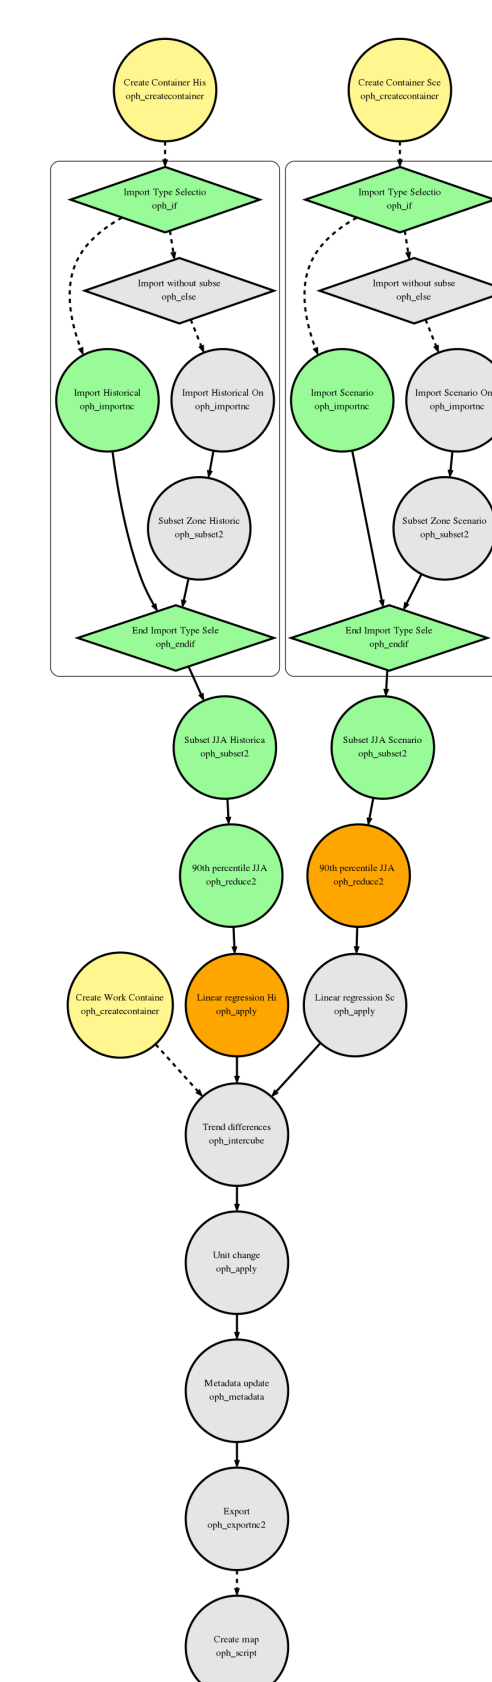 Create Container His
oph_createcontainer
Create Container Sce
oph_createcontainer
Import Type Selectio
oph_if
Import Type Selectio
oph_if
Import without subse
oph_else
Import without subse
oph_else
Import Historical
oph_importnc
Import Historical On
oph_importnc
Import Scenario
oph_importnc
Import Scenario On
oph_importnc
Subset Zone Historic
oph_subset2
Subset Zone Scenario
oph_subset2
End Import Type Sele
oph_endif
End Import Type Sele
oph_endif
Subset JJA Historica
oph_subset2
Subset JJA Scenario
oph_subset2
90th percentile JJA
oph_reduce2
90th percentile JJA
oph_reduce2
Create Work Containe
oph_createcontainer
Linear regression Hi
oph_apply
Linear regression Sc
oph_apply
Trend differences
oph_intercube
Unit change
oph_apply
Metadata update
oph_metadata
Export
oph_exportnc2
Create map
oph_script